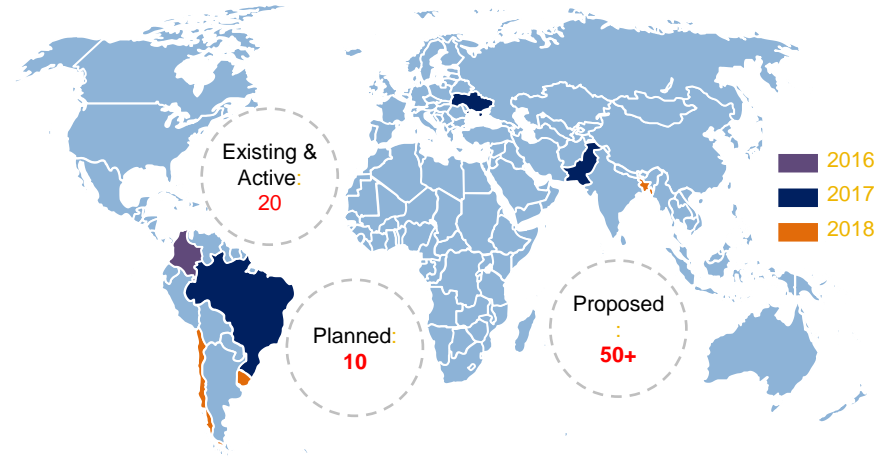 Existing &
Active:
20
Planned:
10
Proposed
:
50+
2016
2017
2018